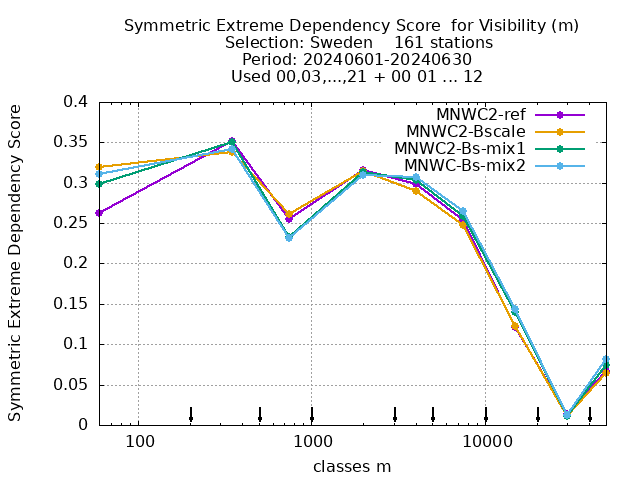 Symmetric Extreme Dependency Score  for Visibility (m)
Selection: Sweden    161 stations
Period: 20240601-20240630
Used 00,03,...,21 + 00 01 ... 12
Symmetric Extreme Dependency Score
0.4
0.35
0.3
0.25
0.2
0.15
0.1
0.05
0
MNWC2-ref
MNWC2-Bscale
MNWC2-Bs-mix1
MNWC-Bs-mix2
100
1000
10000
classes m